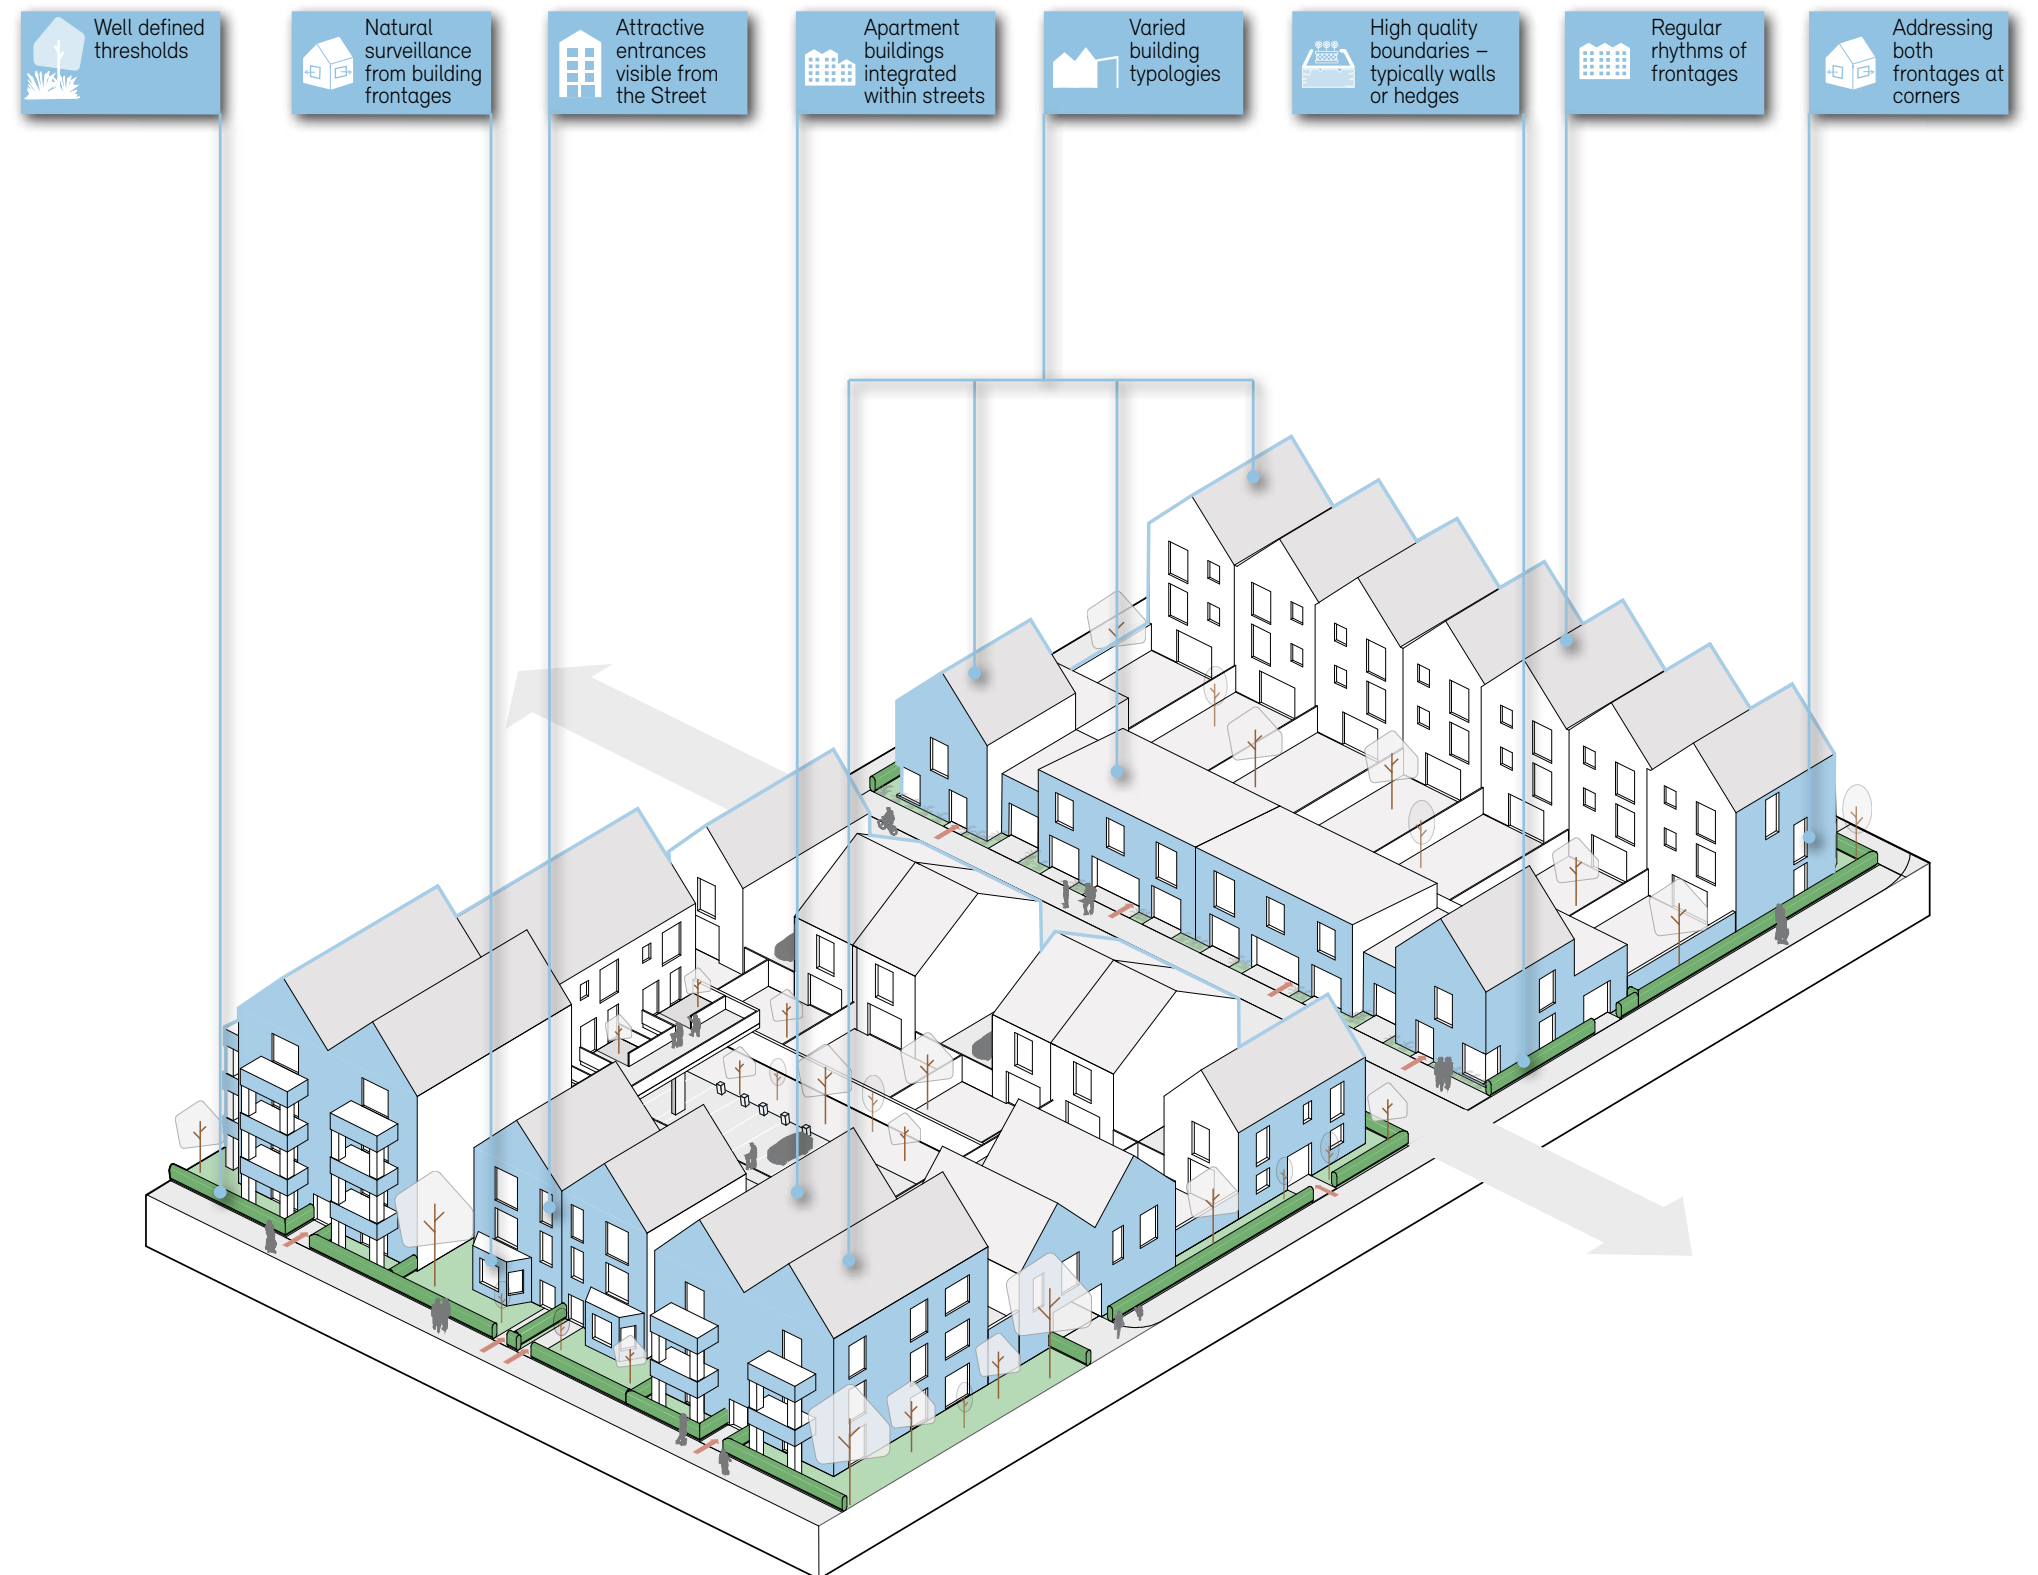 Well defined
thresholds
Natural
surveillance
from building
frontages
Attractive
entrances
visible from
the Street
Apartment
buildings
integrated
within streets
Varied
building
typologies
High quality
boundaries –
typically walls
or hedges
Regular
rhythms of
frontages
Addressing
both
frontages at
corners